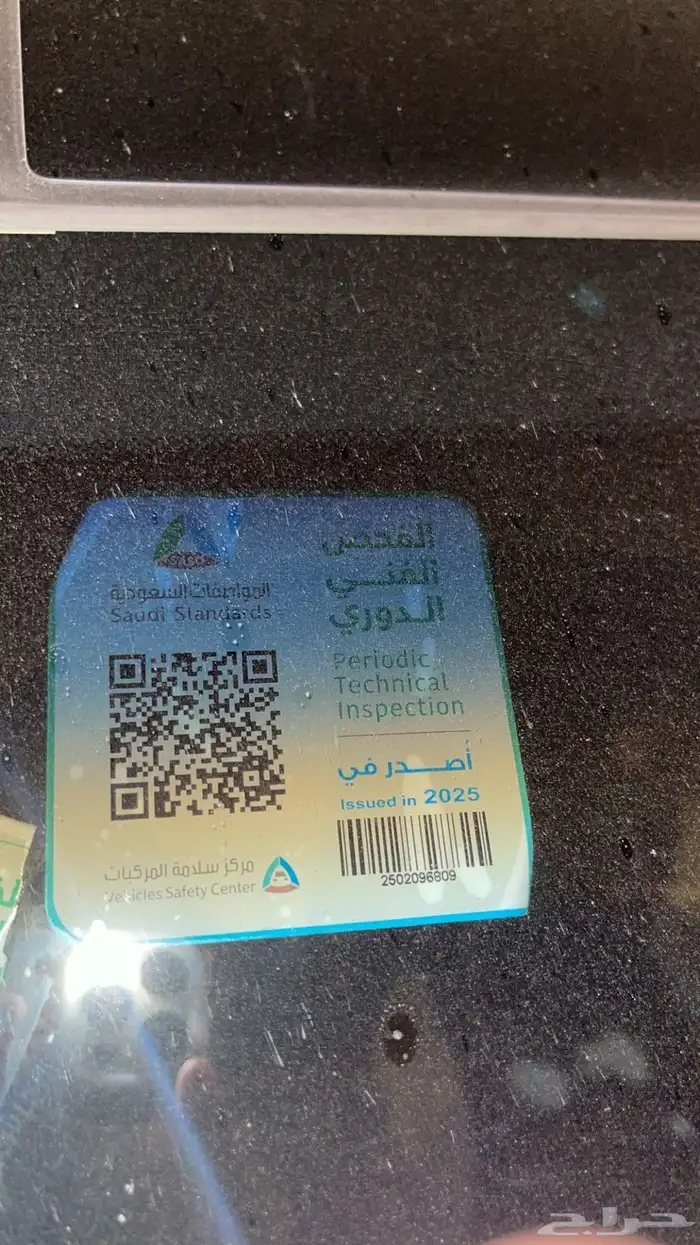 SASO
المواصفات السعودية
Saudi Standards
الفحص
الفني
الدوري
Periodic
Technical
Inspection
أصدر في
Issued in 2025
2502096809
مركز سلامة المركبات
Vehicles Safety Center
حراج